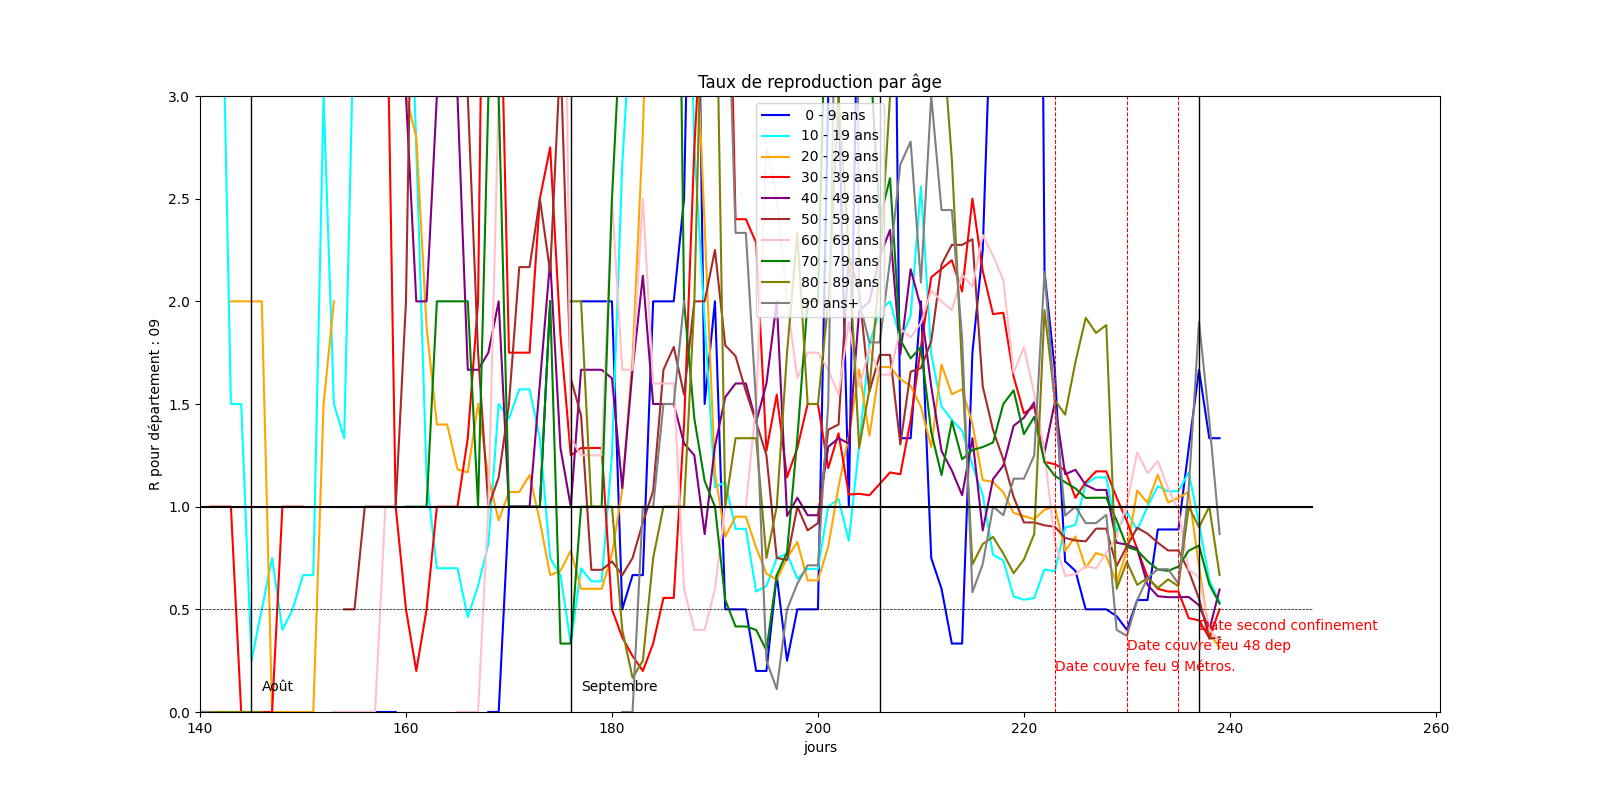 Taux de reproduction par âge
R pour département : 09
3.0
2.5
2.0
1.5
1.0
0.5
0.0
0 - 9 ans
10 - 19 ans
20 - 29 ans
30 - 39 ans
40 - 49 ans
50 - 59 ans
60 - 69 ans
70 - 79 ans
80 - 89 ans
90 ans+
Date second confinement
Date couvre feu 48 dep
Date couvre feu 9 Métros.
Août
Septembre
140
160
180
200
220
240
260
jours